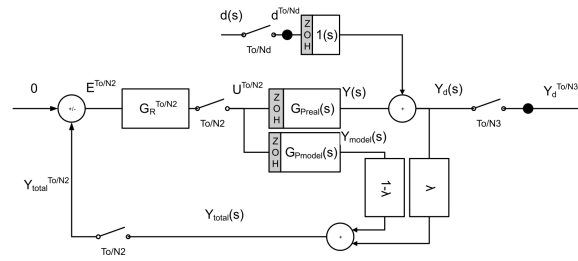 d(s)
d^To/Nd
To/Nd
ZOH
1(s)
0
+/-
E^To/N2
G_R^To/N2
To/N2
U^To/N2
ZOH
G_Preal(s)
Y(s)
+
Y_d(s)
To/N3
Y_d^To/N3
ZOH
G_Pmodel(s)
Y_model(s)
1-λ
λ
Y_total^To/N2
To/N2
Y_total(s)
+